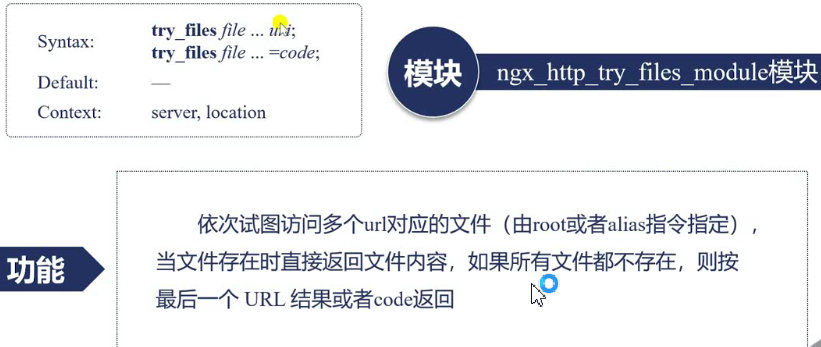 Syntax: try_files file ... uri;
try_files file ... =code;
Default: —
Context: server, location
模块 ngx_http_try_files_module模块
功能
依次试图访问多个url对应的文件（由root或者alias指令指定），
当文件存在时直接返回文件内容，如果所有文件都不存在，则按
最后一个 URL 结果或者code返回